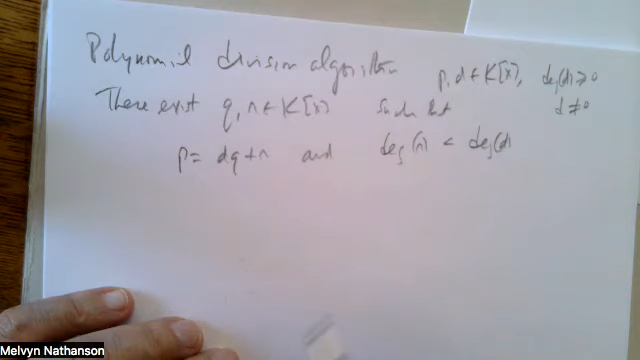 Polynomial division algorithm p, d ∈ K[x], deg(d) ≥ 0
There exist q, r ∈ K[x] such that d ≠ 0
p = dq + r and deg(r) < deg(d)
Melvyn Nathanson